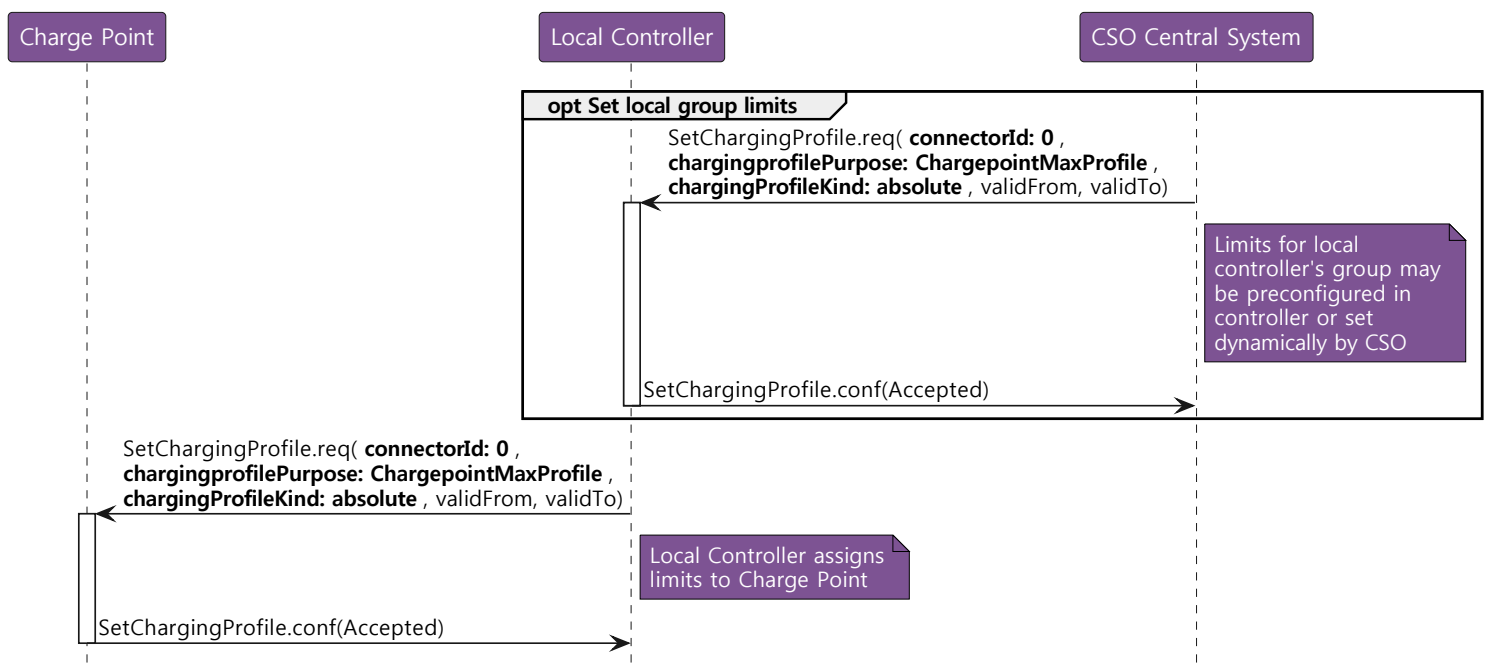 Charge Point
Local Controller
CSO Central System
opt Set local group limits
SetChargingProfile.req( connectorId: 0 ,
chargingprofilePurpose: ChargepointMaxProfile ,
chargingProfileKind: absolute , validFrom, validTo)
Limits for local
controller's group may
be preconfigured in
controller or set
dynamically by CSO
SetChargingProfile.conf(Accepted)
SetChargingProfile.req( connectorId: 0 ,
chargingprofilePurpose: ChargepointMaxProfile ,
chargingProfileKind: absolute , validFrom, validTo)
Local Controller assigns
limits to Charge Point
SetChargingProfile.conf(Accepted)